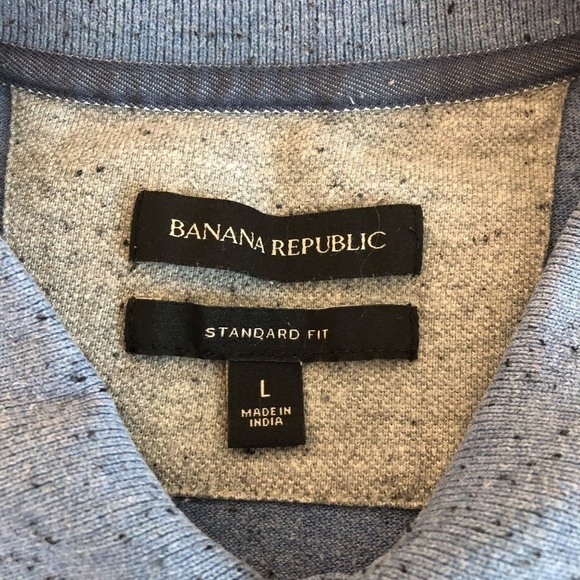 BANANA REPUBLIC
STANDARD FIT
L
MADE IN
INDIA